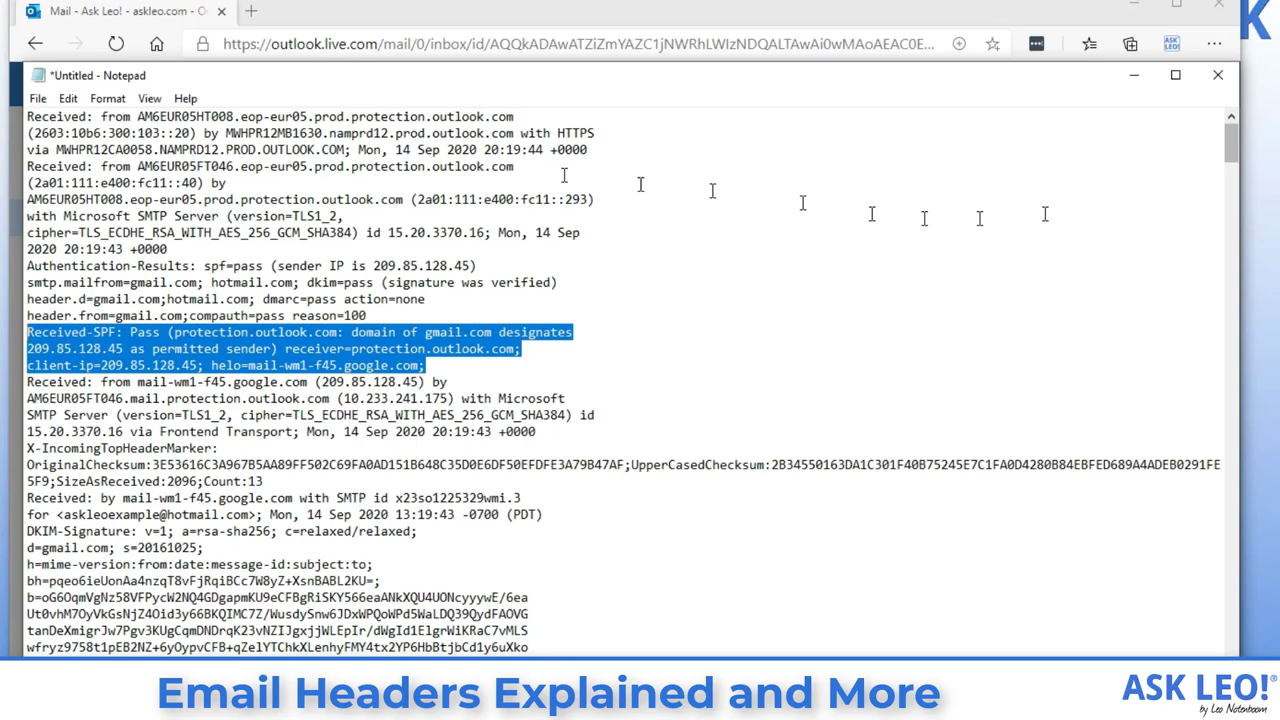 Mail - Ask Leo! - askleo.com - O
https://outlook.live.com/mail/0/inbox/id/AQQkADAwATZiZmYAZC1jNWRhLWIzNDQALTAwAi0wMAoAEAC0E...
ASK
LEO!
*Untitled - Notepad
File Edit Format View Help
Received: from AM6EUR05HT008.eop-eur05.prod.protection.outlook.com
(2603:10b6:300:103::20) by MWHPR12MB1630.namprd12.prod.outlook.com with HTTPS
via MWHPR12CA0058.NAMPRD12.PROD.OUTLOOK.COM; Mon, 14 Sep 2020 20:19:44 +0000
Received: from AM6EUR05FT046.eop-eur05.prod.protection.outlook.com
(2a01:111:e400:fc11::40) by
AM6EUR05HT008.eop-eur05.prod.protection.outlook.com (2a01:111:e400:fc11::293)
with Microsoft SMTP Server (version=TLS1_2,
cipher=TLS_ECDHE_RSA_WITH_AES_256_GCM_SHA384) id 15.20.3370.16; Mon, 14 Sep
2020 20:19:43 +0000
Authentication-Results: spf=pass (sender IP is 209.85.128.45)
smtp.mailfrom=gmail.com; hotmail.com; dkim=pass (signature was verified)
header.d=gmail.com;hotmail.com; dmarc=pass action=none
header.from=gmail.com;compauth=pass reason=100
Received-SPF: Pass (protection.outlook.com: domain of gmail.com designates
209.85.128.45 as permitted sender) receiver=protection.outlook.com;
client-ip=209.85.128.45; helo=mail-wm1-f45.google.com;
Received: from mail-wm1-f45.google.com (209.85.128.45) by
AM6EUR05FT046.mail.protection.outlook.com (10.233.241.175) with Microsoft
SMTP Server (version=TLS1_2, cipher=TLS_ECDHE_RSA_WITH_AES_256_GCM_SHA384) id
15.20.3370.16 via Frontend Transport; Mon, 14 Sep 2020 20:19:43 +0000
X-IncomingTopHeaderMarker:
OriginalChecksum:3E53616C3A967B5AA89FF502C69FA0AD151B648C35D0E6DF50EFDFE3A79B47AF;UpperCasedChecksum:2B34550163DA1C301F40B75245E7C1FA0D4280B84EBFED689A4ADEB0291FE
5F9;SizeAsReceived:2096;Count:13
Received: by mail-wm1-f45.google.com with SMTP id x23so1225329wmi.3
for <askleoexample@hotmail.com>; Mon, 14 Sep 2020 13:19:43 -0700 (PDT)
DKIM-Signature: v=1; a=rsa-sha256; c=relaxed/relaxed;
d=gmail.com; s=20161025;
h=mime-version:from:date:message-id:subject:to;
bh=pqeo6ieUonAa4nzqT8vFjRqiBCc7W8yZ+XsnBABL2KU=;
b=oG6OqmVgNz58VFPycW2NQ4GDgapmKU9eCFBgRiSKY566eaANkXQU4UONcyyywE/6ea
Ut0vhM7OyVkGsNjZ4Oid3y66BKQIMC7Z/WusdySnw6JDxWPQoWPd5WaLDQ39QydFAOVG
tanDeXmigrJw7Pgv3KUgCqmDNDrqK23vNZIJgxjjWLEpIr/dWgId1ElgrWiKRaC7vMLS
wfryz9758t1pEB2NZ+6yOypvCFB+qZelYTChkXLenhyFMY4tx2YP6HbBtjbCd1y6uXko
Email Headers Explained and More
ASK LEO!®
by Leo Notenboom